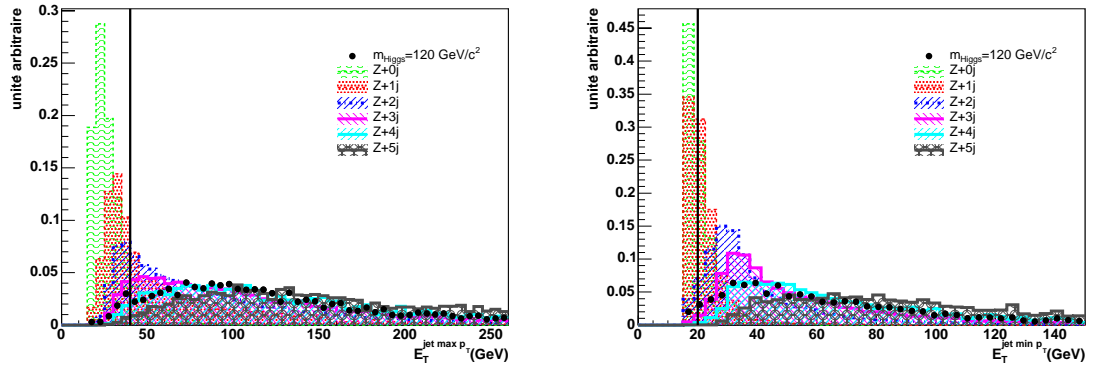 unité arbitraire
0.3
0.25
0.2
0.15
0.1
0.05
0
m_Higgs=120 GeV/c²
Z+0j
Z+1j
Z+2j
Z+3j
Z+4j
Z+5j
0 50 100 150 200 250
E_T^jet max p_T (GeV)
unité arbitraire
0.45
0.4
0.35
0.3
0.25
0.2
0.15
0.1
0.05
0
m_Higgs=120 GeV/c²
Z+0j
Z+1j
Z+2j
Z+3j
Z+4j
Z+5j
0 20 40 60 80 100 120 140
E_T^jet min p_T (GeV)